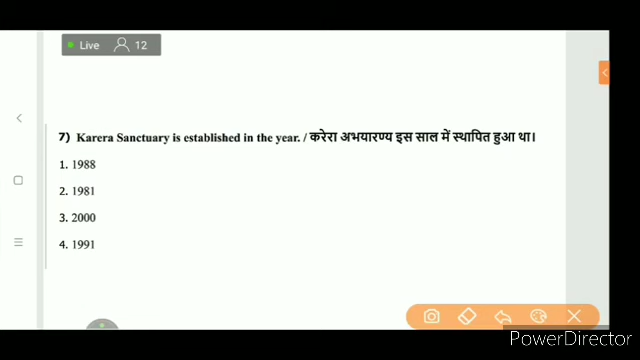 Live 12
7) Karera Sanctuary is established in the year. / करेरा अभयारण्य इस साल में स्थापित हुआ था।
1. 1988
2. 1981
3. 2000
4. 1991
PowerDirector